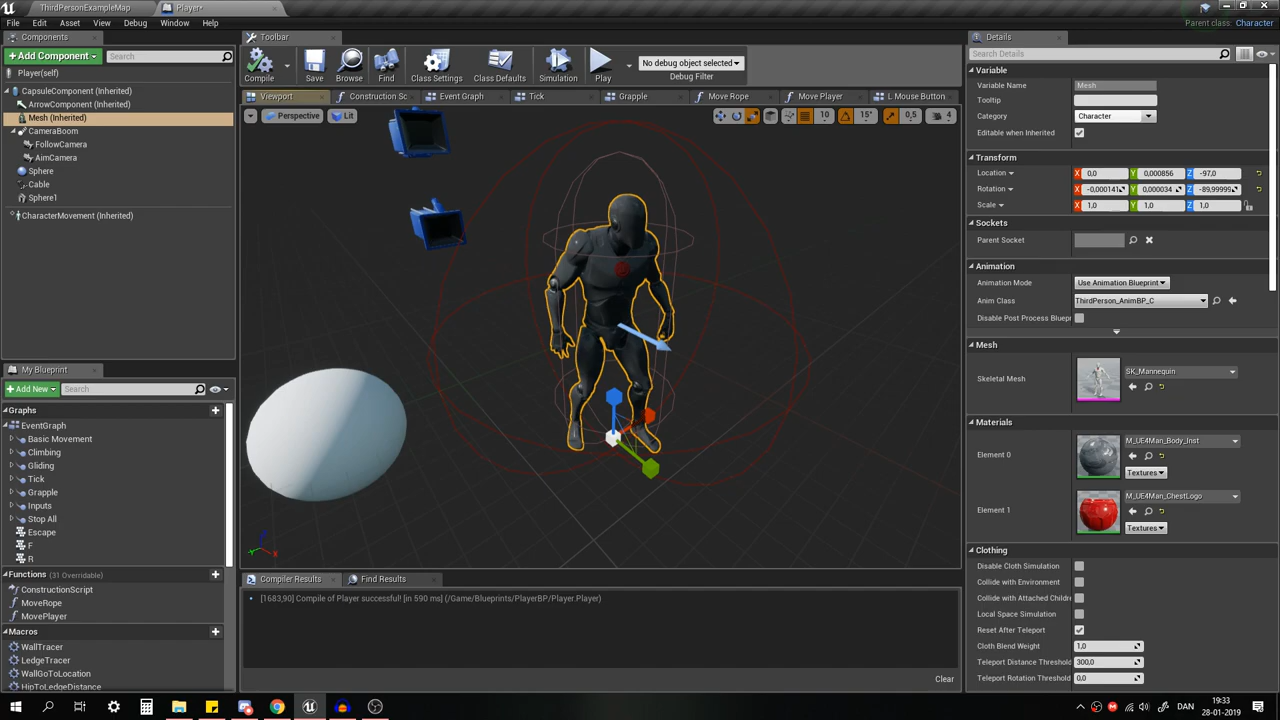 ThirdPersonExampleMap
Player*
File Edit Asset View Debug Window Help
Parent class: Character
Components
Add Component
Search
Player(self)
CapsuleComponent (Inherited)
ArrowComponent (Inherited)
Mesh (Inherited)
CameraBoom
FollowCamera
AimCamera
Sphere
Cable
Sphere1
CharacterMovement (Inherited)
My Blueprint
Add New
Search
Graphs
EventGraph
Basic Movement
Climbing
Gliding
Tick
Grapple
Inputs
Stop All
Escape
F
R
Functions (31 Overridable)
ConstructionScript
MoveRope
MovePlayer
Macros
WallTracer
LedgeTracer
WallGoToLocation
HipToLedgeDistance
Toolbar
Compile Save Browse Find Class Settings Class Defaults Simulation Play
No debug object selected
Debug Filter
Viewport Construction Sc Event Graph Tick Grapple Move Rope Move Player L Mouse Button
Perspective Lit
10 15° 0,5 4
Compiler Results Find Results
[1683,90] Compile of Player successful! [in 590 ms] (/Game/Blueprints/PlayerBP/Player.Player)
Clear
Details
Search Details
Variable
Variable Name Mesh
Tooltip
Category Character
Editable when Inherited
Transform
Location X 0,0 Y 0,000856 Z -97,0
Rotation X -0,000141 Y 0,000034 Z -89,99999
Scale X 1,0 Y 1,0 Z 1,0
Sockets
Parent Socket
Animation
Animation Mode Use Animation Blueprint
Anim Class ThirdPerson_AnimBP_C
Disable Post Process Bluepr
Mesh
Skeletal Mesh SK_Mannequin
Materials
Element 0 M_UE4Man_Body_Inst
Textures
Element 1 M_UE4Man_ChestLogo
Textures
Clothing
Disable Cloth Simulation
Collide with Environment
Collide with Attached Childre
Local Space Simulation
Reset After Teleport
Cloth Blend Weight 1,0
Teleport Distance Threshold 300,0
Teleport Rotation Threshold 0,0
DAN
19:33
28-01-2019